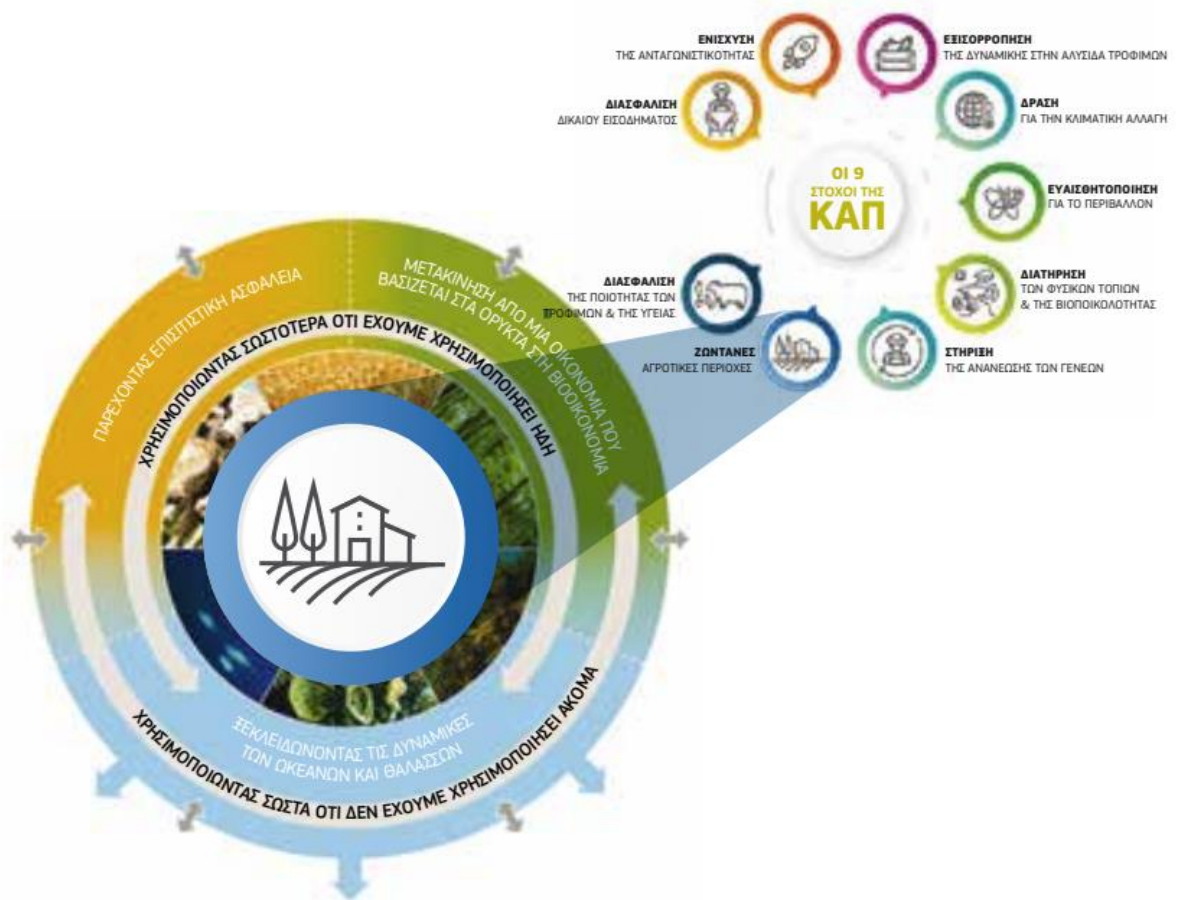 ΕΝΙΣΧΥΣΗ
ΤΗΣ ΑΝΤΑΓΩΝΙΣΤΙΚΟΤΗΤΑΣ
ΕΞΙΣΟΡΡΟΠΗΣΗ
ΤΗΣ ΔΥΝΑΜΙΚΗΣ ΣΤΗΝ ΑΛΥΣΙΔΑ ΤΡΟΦΙΜΩΝ
ΔΙΑΣΦΑΛΙΣΗ
ΔΙΚΑΙΟΥ ΕΙΣΟΔΗΜΑΤΟΣ
ΔΡΑΣΗ
ΓΙΑ ΤΗΝ ΚΛΙΜΑΤΙΚΗ ΑΛΛΑΓΗ
ΟΙ 9
ΣΤΟΧΟΙ ΤΗΣ
ΚΑΠ
ΕΥΑΙΣΘΗΤΟΠΟΙΗΣΗ
ΓΙΑ ΤΟ ΠΕΡΙΒΑΛΛΟΝ
ΔΙΑΣΦΑΛΙΣΗ
ΤΗΣ ΠΟΙΟΤΗΤΑΣ ΤΩΝ
ΤΡΟΦΙΜΩΝ & ΤΗΣ ΥΓΕΙΑΣ
ΔΙΑΤΗΡΗΣΗ
ΤΩΝ ΦΥΣΙΚΩΝ ΤΟΠΙΩΝ
& ΤΗΣ ΒΙΟΠΟΙΚΟΛΟΤΗΤΑΣ
ΖΩΝΤΑΝΕΣ
ΑΓΡΟΤΙΚΕΣ ΠΕΡΙΟΧΕΣ
ΣΤΗΡΙΞΗ
ΤΗΣ ΑΝΑΝΕΩΣΗΣ ΤΩΝ ΓΕΝΕΩΝ
ΠΑΡΕΧΟΝΤΑΣ ΕΠΙΣΙΤΙΣΤΙΚΗ ΑΣΦΑΛΕΙΑ
ΜΕΤΑΚΙΝΗΣΗ ΑΠΟ ΜΙΑ ΟΙΚΟΝΟΜΙΑ ΠΟΥ
ΒΑΣΙΖΕΤΑΙ ΣΤΑ ΟΡΥΚΤΑ ΣΤΗ ΒΙΟΟΙΚΟΝΟΜΙΑ
ΧΡΗΣΙΜΟΠΟΙΩΝΤΑΣ ΣΩΣΤΟΤΕΡΑ ΟΤΙ ΕΧΟΥΜΕ ΧΡΗΣΙΜΟΠΟΙΗΣΕΙ ΗΔΗ
ΞΕΚΛΕΙΔΩΝΟΝΤΑΣ ΤΙΣ ΔΥΝΑΜΙΚΕΣ
ΤΩΝ ΩΚΕΑΝΩΝ ΚΑΙ ΘΑΛΑΣΣΩΝ
ΧΡΗΣΙΜΟΠΟΙΩΝΤΑΣ ΣΩΣΤΑ ΟΤΙ ΔΕΝ ΕΧΟΥΜΕ ΧΡΗΣΙΜΟΠΟΙΗΣΕΙ ΑΚΟΜΑ